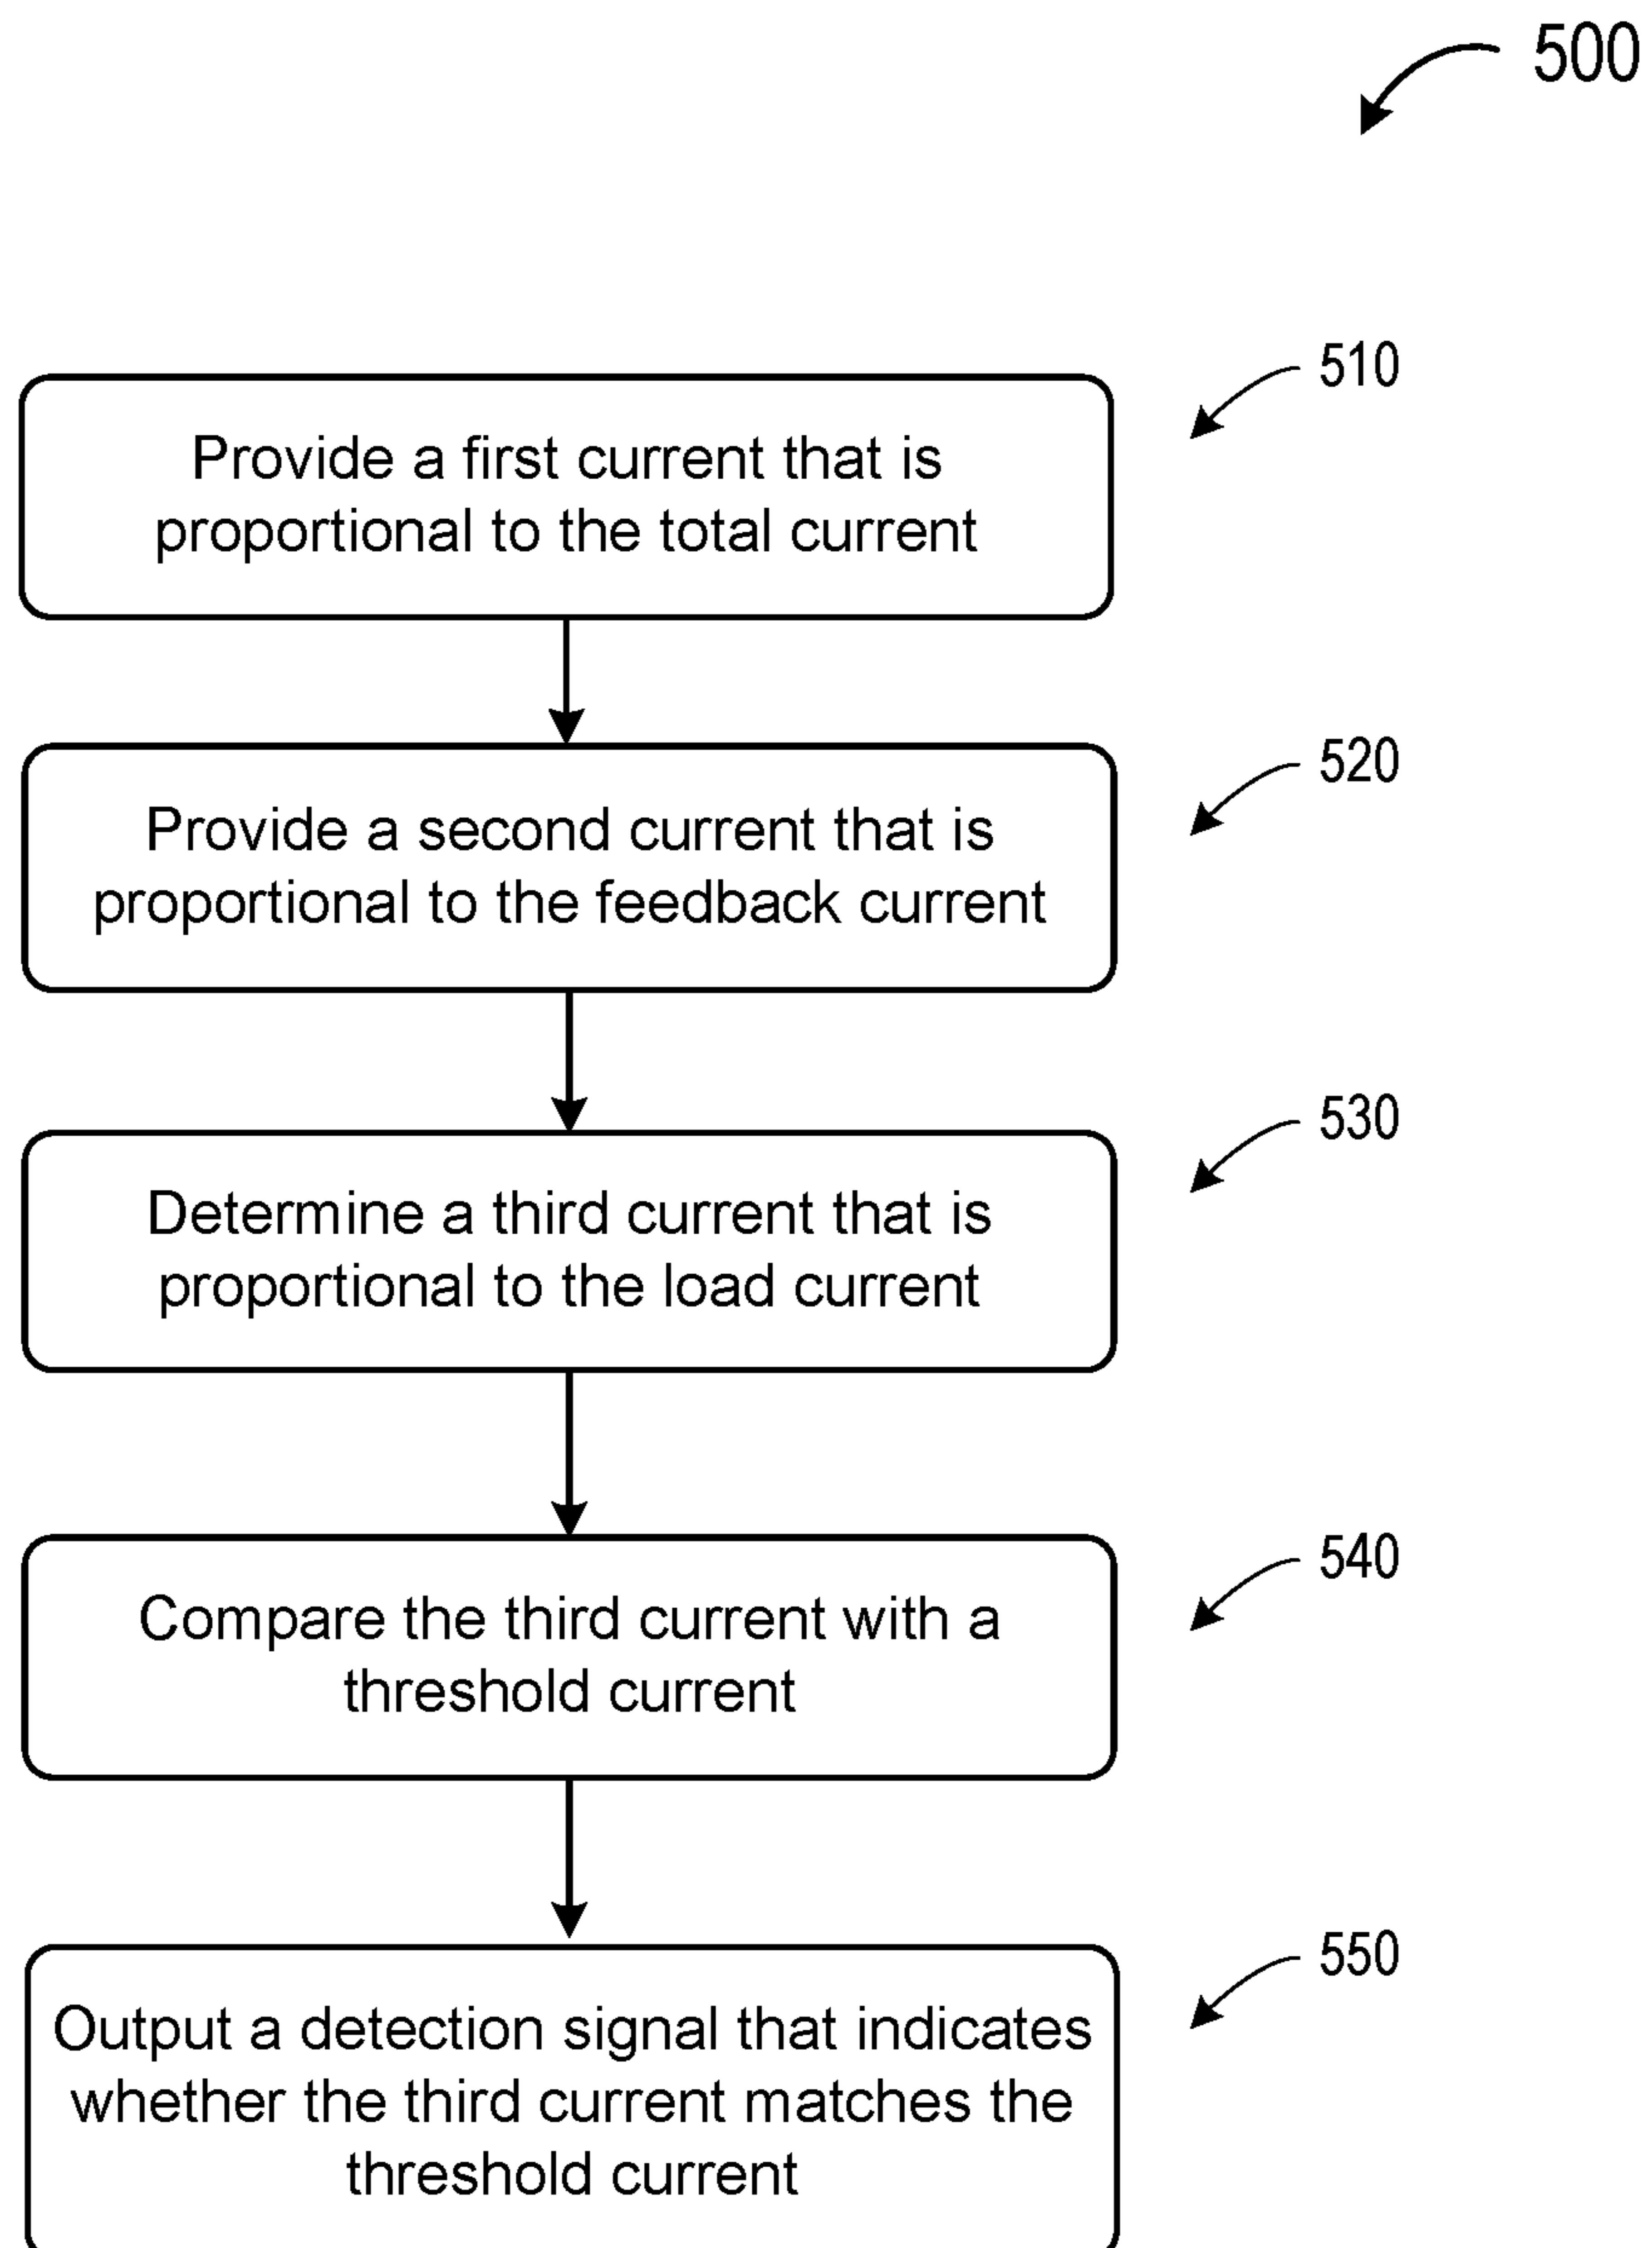 500
510
Provide a first current that is
proportional to the total current
520
Provide a second current that is
proportional to the feedback current
530
Determine a third current that is
proportional to the load current
540
Compare the third current with a
threshold current
550
Output a detection signal that indicates
whether the third current matches the
threshold current